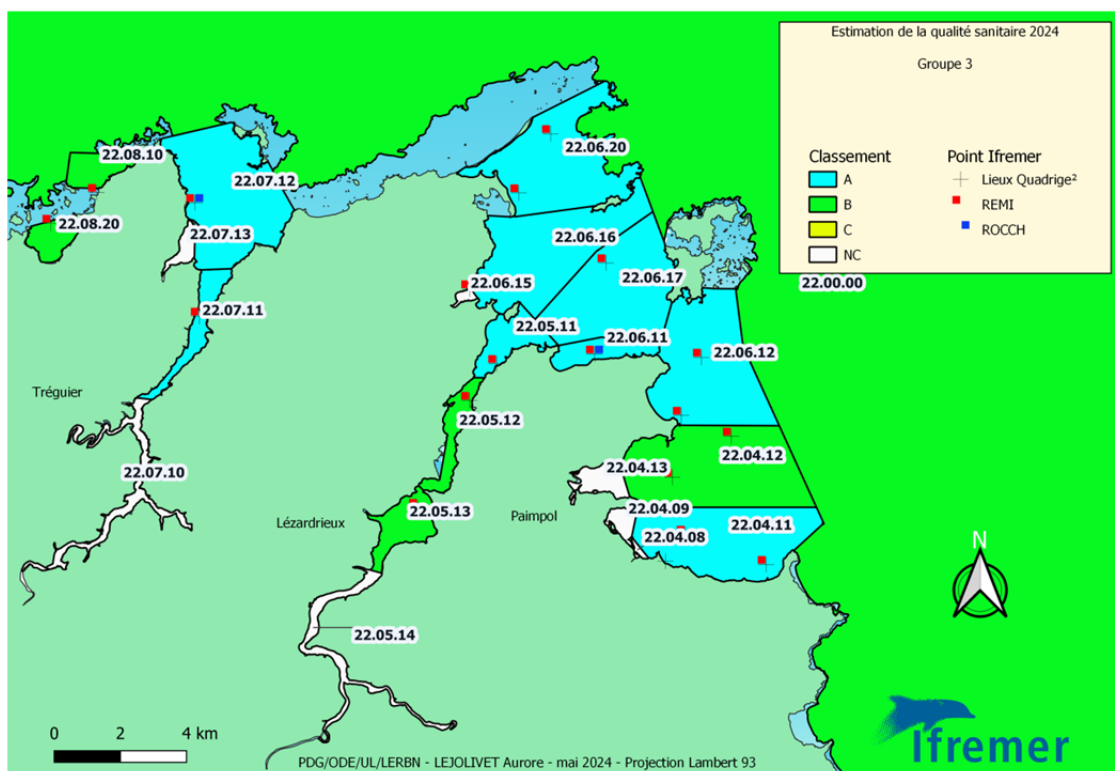 Estimation de la qualité sanitaire 2024
Groupe 3
Classement
Point Ifremer
A
Lieux Quadrige²
B
REMI
C
ROCCH
NC
22.08.10
22.06.20
22.07.12
22.08.20
22.07.13
22.06.16
22.06.17
22.00.00
22.06.15
22.07.11
22.05.11
22.06.11
22.06.12
Tréguier
22.05.12
22.04.12
22.04.13
22.07.10
22.04.09
22.05.13
Lézardrieux
Paimpol
22.04.11
22.04.08
N
22.05.14
0 2 4 km
Ifremer
PDG/ODE/UL/LERBN - LEJOLIVET Aurore - mai 2024 - Projection Lambert 93